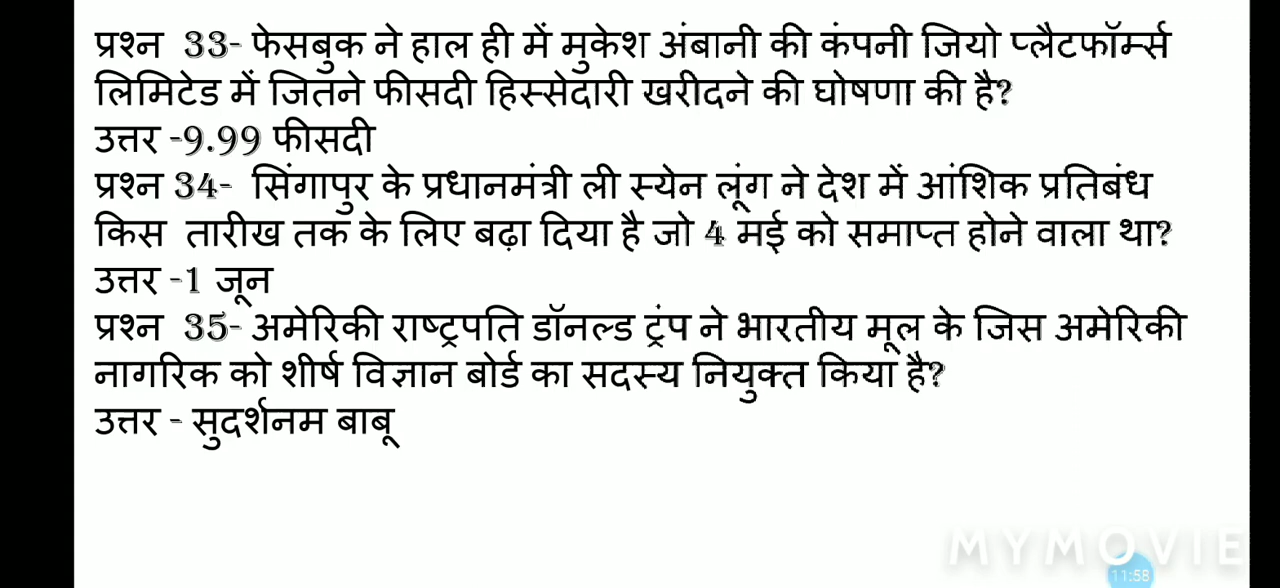 प्रश्न  33- फेसबुक ने हाल ही में मुकेश अंबानी की कंपनी जियो प्लैटफॉर्म्स
लिमिटेड में जितने फीसदी हिस्सेदारी खरीदने की घोषणा की है?
उत्तर -9.99 फीसदी
प्रश्न 34-  सिंगापुर के प्रधानमंत्री ली स्येन लूंग ने देश में आंशिक प्रतिबंध
किस  तारीख तक के लिए बढ़ा दिया है जो 4 मई को समाप्त होने वाला था?
उत्तर -1 जून
प्रश्न  35- अमेरिकी राष्ट्रपति डॉनल्ड ट्रंप ने भारतीय मूल के जिस अमेरिकी
नागरिक को शीर्ष विज्ञान बोर्ड का सदस्य नियुक्त किया है?
उत्तर - सुदर्शनम बाबू
MYMOVIE
11:58